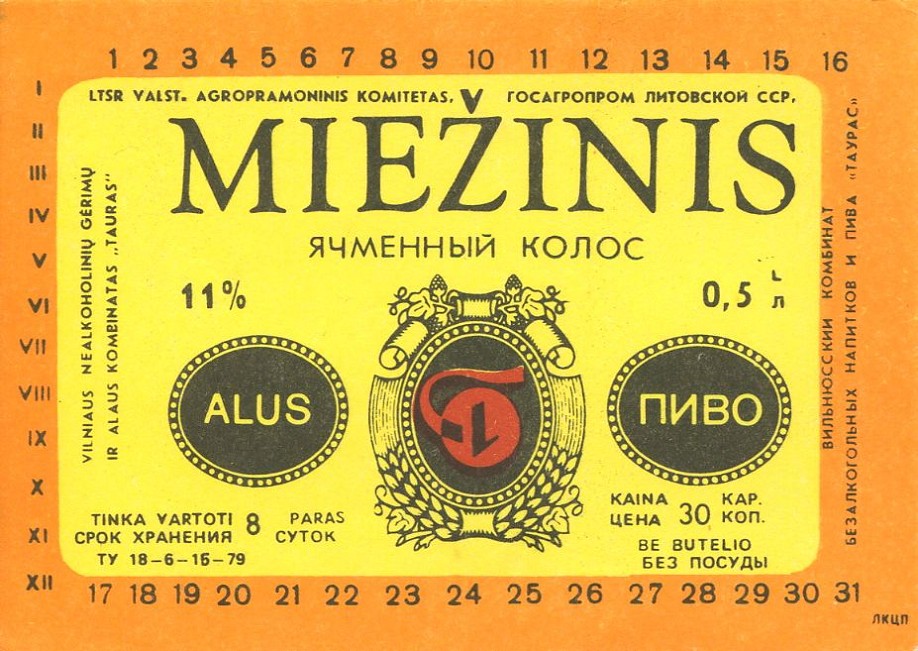 1 2 3 4 5 6 7 8 9 10 11 12 13 14 15 16
I
II
III
IV
V
VI
VII
VIII
IX
X
XI
XII
LTSR VALST. AGROPRAMONINIS KOMITETAS, ГОСАГРОПРОМ ЛИТОВСКОЙ ССР,
MIEŽINIS
ЯЧМЕННЫЙ КОЛОС
VILNIAUS NEALKOHOLINIŲ GĖRIMŲ
IR ALAUS KOMBINATAS „TAURAS"
11%
0,5 L
л
ALUS
ПИВО
ВИЛЬНЮССКИЙ КОМБИНАТ
БЕЗАЛКОГОЛЬНЫХ НАПИТКОВ И ПИВА «ТАУРАС»
TINKA VARTOTI 8 PARAS
СРОК ХРАНЕНИЯ СУТОК
ТУ 18-6-15-79
KAINA 30 KAP.
ЦЕНА КОП.
BE BUTELIO
БЕЗ ПОСУДЫ
17 18 19 20 21 22 23 24 25 26 27 28 29 30 31
ЛКЦП